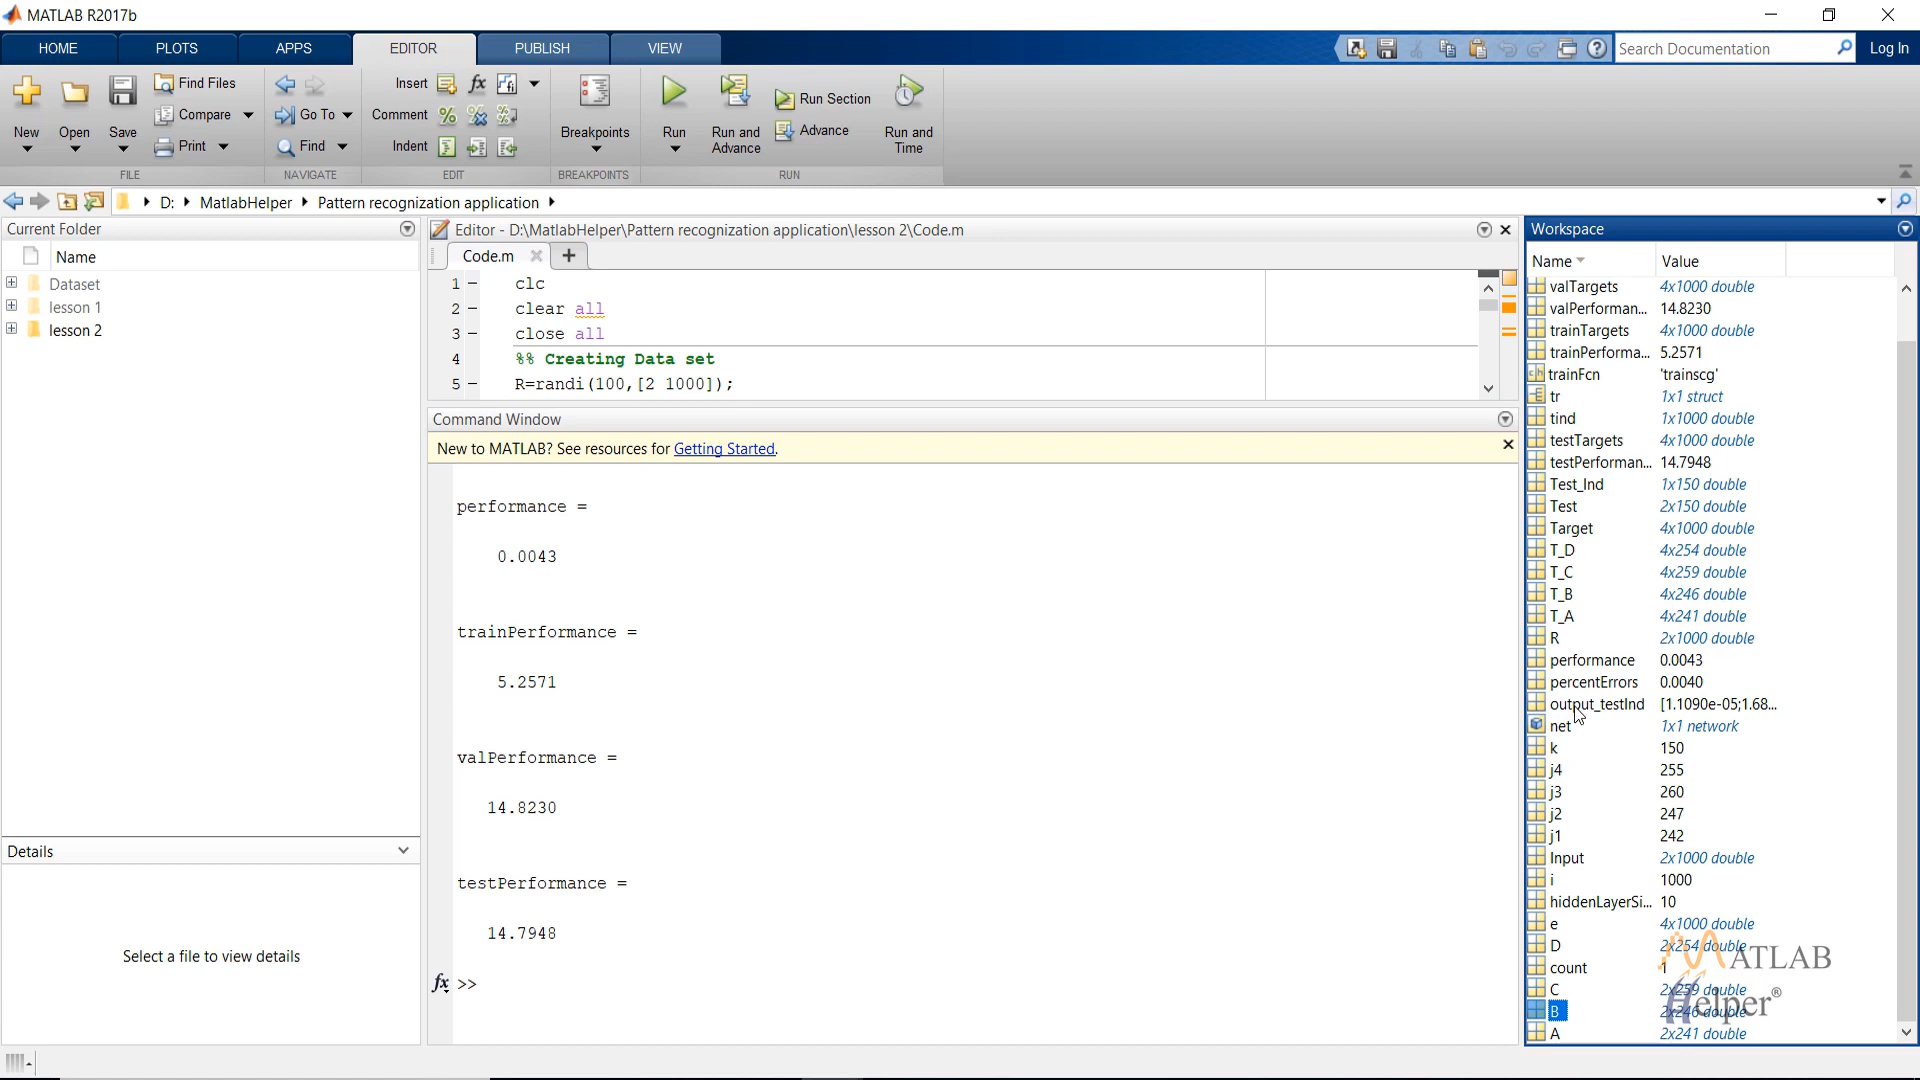 MATLAB R2017b
HOME PLOTS APPS EDITOR PUBLISH VIEW
Search Documentation
Log In
New
Open
Save
Find Files
Compare
Print
FILE
Go To
Find
NAVIGATE
Insert
Comment
Indent
fx
EDIT
Breakpoints
BREAKPOINTS
Run
Run and Advance
Run Section
Advance
Run and Time
RUN
D: MatlabHelper Pattern recognization application
Current Folder
Name
Dataset
lesson 1
lesson 2
Details
Select a file to view details
Editor - D:\MatlabHelper\Pattern recognization application\lesson 2\Code.m
Code.m
1 clc
2 clear all
3 close all
4 %% Creating Data set
5 R=randi(100,[2 1000]);
Command Window
New to MATLAB? See resources for Getting Started.
performance =
0.0043
trainPerformance =
5.2571
valPerformance =
14.8230
testPerformance =
14.7948
fx >>
Workspace
Name Value
valTargets 4x1000 double
valPerforman... 14.8230
trainTargets 4x1000 double
trainPerforma... 5.2571
trainFcn 'trainscg'
tr 1x1 struct
tind 1x1000 double
testTargets 4x1000 double
testPerforman... 14.7948
Test_Ind 1x150 double
Test 2x150 double
Target 4x1000 double
T_D 4x254 double
T_C 4x259 double
T_B 4x246 double
T_A 4x241 double
R 2x1000 double
performance 0.0043
percentErrors 0.0040
output_testInd [1.1090e-05;1.68...
net 1x1 network
k 150
j4 255
j3 260
j2 247
j1 242
Input 2x1000 double
i 1000
hiddenLayerSi... 10
e 4x1000 double
D 2x254 double
count 1
C 2x259 double
B 2x246 double
A 2x241 double
MATLAB
Helper®